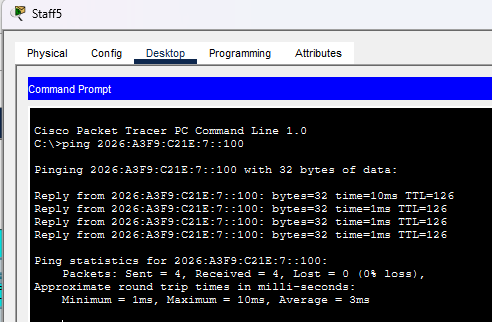 Staff5
Physical Config Desktop Programming Attributes
Command Prompt
Cisco Packet Tracer PC Command Line 1.0
C:\>ping 2026:A3F9:C21E:7::100
Pinging 2026:A3F9:C21E:7::100 with 32 bytes of data:
Reply from 2026:A3F9:C21E:7::100: bytes=32 time=10ms TTL=126
Reply from 2026:A3F9:C21E:7::100: bytes=32 time=1ms TTL=126
Reply from 2026:A3F9:C21E:7::100: bytes=32 time=1ms TTL=126
Reply from 2026:A3F9:C21E:7::100: bytes=32 time=1ms TTL=126
Ping statistics for 2026:A3F9:C21E:7::100:
Packets: Sent = 4, Received = 4, Lost = 0 (0% loss),
Approximate round trip times in milli-seconds:
Minimum = 1ms, Maximum = 10ms, Average = 3ms